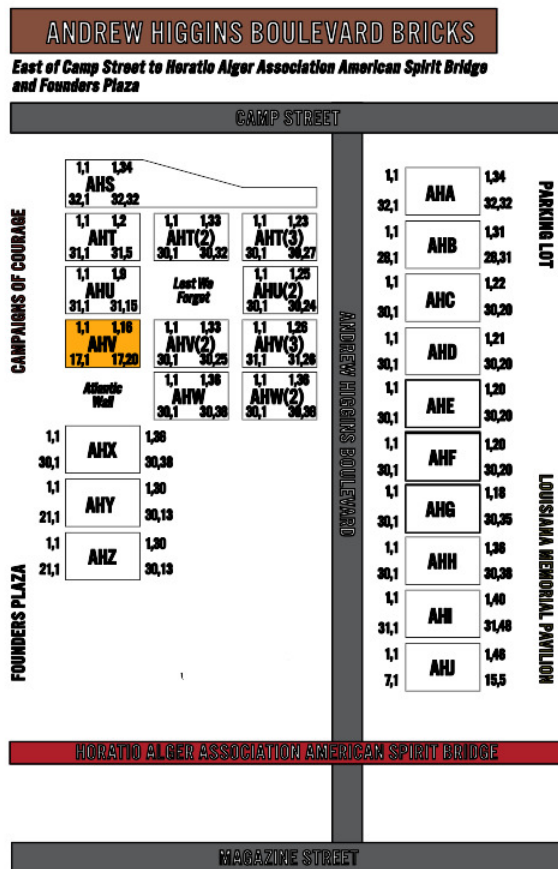 ANDREW HIGGINS BOULEVARD BRICKS
East of Camp Street to Horatio Alger Association American Spirit Bridge
and Founders Plaza
CAMP STREET
1,1 1,34
AHS
32,1 32,32
1,1 1,2
AHT
31,1 31,5
1,1 1,33
AHT(2)
30,1 30,32
1,1 1,23
AHT(3)
30,1 30,27
1,1 1,9
AHU
31,1 31,15
Lest We
Forget
1,1 1,25
AHU(2)
30,1 30,24
1,1 1,16
AHV
17,1 17,20
1,1 1,33
AHV(2)
30,1 30,25
1,1 1,26
AHV(3)
31,1 31,26
Atlantic
Wall
1,1 1,36
AHW
30,1 30,38
1,1 1,36
AHW(2)
30,1 30,38
1,1 1,36
AHX
30,1 30,38
1,1 1,30
AHY
21,1 30,13
1,1 1,30
AHZ
21,1 30,13
CAMPAIGNS OF COURAGE
FOUNDERS PLAZA
ANDREW HIGGINS BOULEVARD
1,1 1,34
AHA
32,1 32,32
1,1 1,31
AHB
28,1 28,31
1,1 1,22
AHC
30,1 30,20
1,1 1,21
AHD
30,1 30,20
1,1 1,20
AHE
30,1 30,20
1,1 1,20
AHF
30,1 30,20
1,1 1,18
AHG
30,1 30,35
1,1 1,36
AHH
30,1 30,38
1,1 1,40
AHI
31,1 31,48
1,1 1,46
AHJ
7,1 15,5
PARKING LOT
LOUISIANA MEMORIAL PAVILION
HORATIO ALGER ASSOCIATION AMERICAN SPIRIT BRIDGE
MAGAZINE STREET